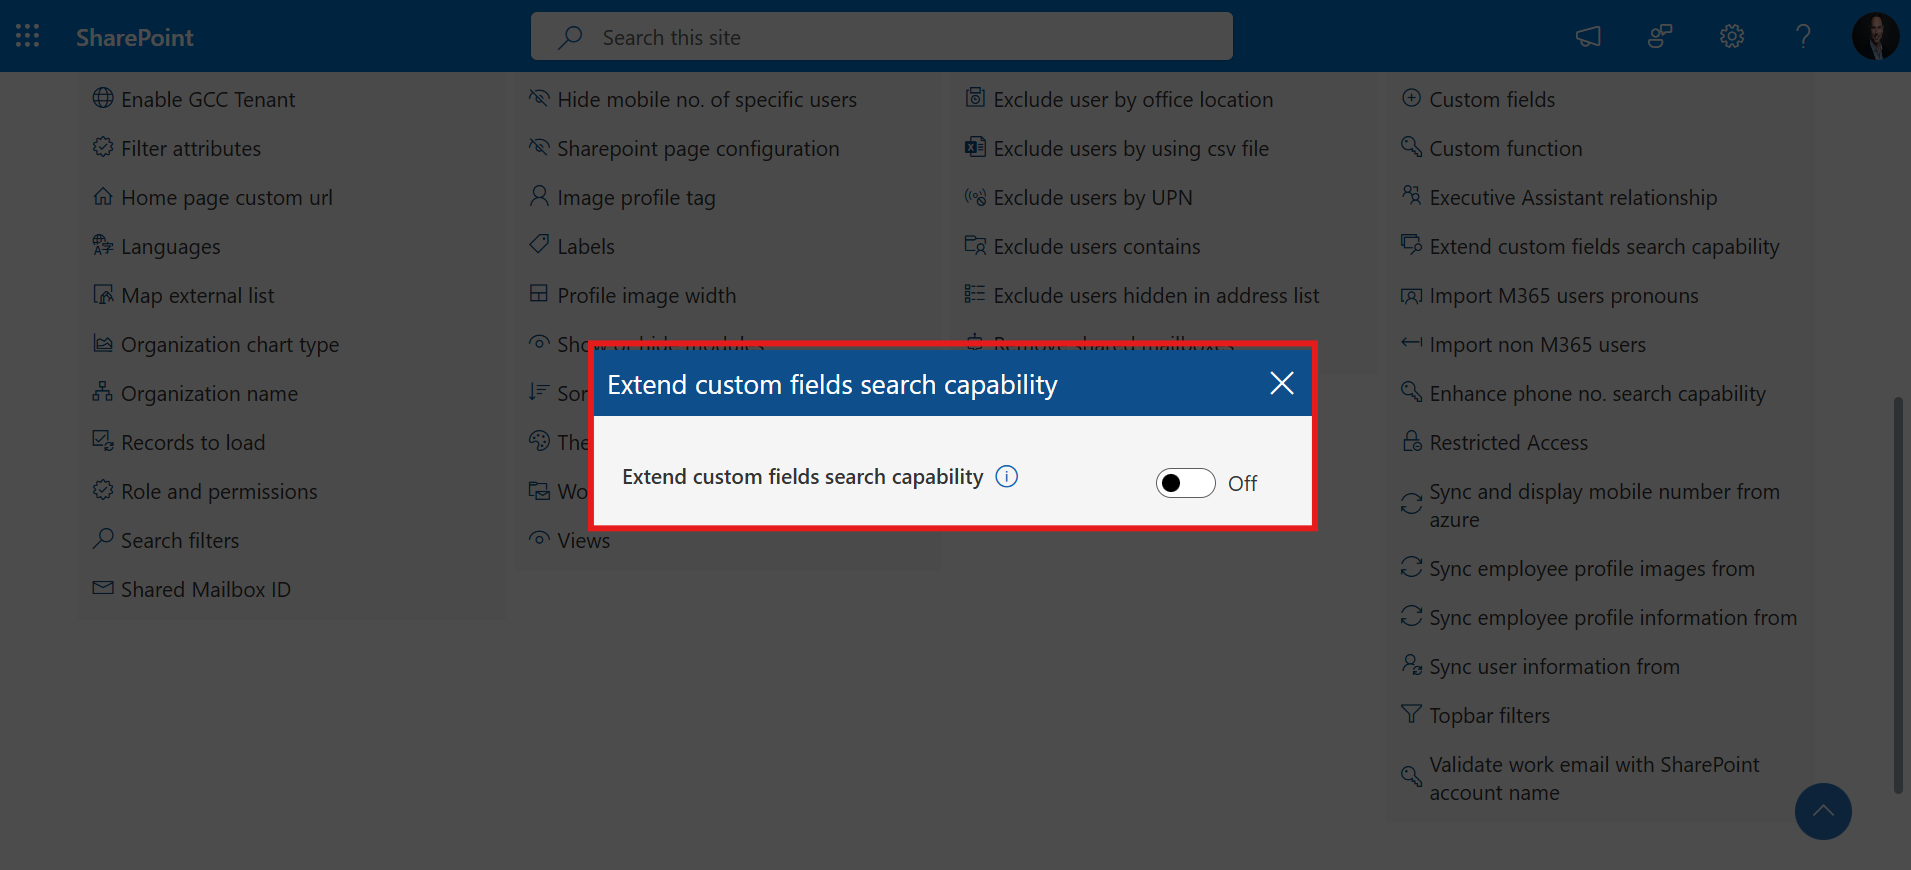 SharePoint
Search this site
Enable GCC Tenant
Filter attributes
Home page custom url
Languages
Map external list
Organization chart type
Organization name
Records to load
Role and permissions
Search filters
Shared Mailbox ID
Hide mobile no. of specific users
Sharepoint page configuration
Image profile tag
Labels
Profile image width
Show or hide modules
Sor
The
Wo
Views
Exclude user by office location
Exclude users by using csv file
Exclude users by UPN
Exclude users contains
Exclude users hidden in address list
Remove shared mailboxes
Custom fields
Custom function
Executive Assistant relationship
Extend custom fields search capability
Import M365 users pronouns
Import non M365 users
Enhance phone no. search capability
Restricted Access
Sync and display mobile number from
azure
Sync employee profile images from
Sync employee profile information from
Sync user information from
Topbar filters
Validate work email with SharePoint
account name
Extend custom fields search capability
Extend custom fields search capability
Off